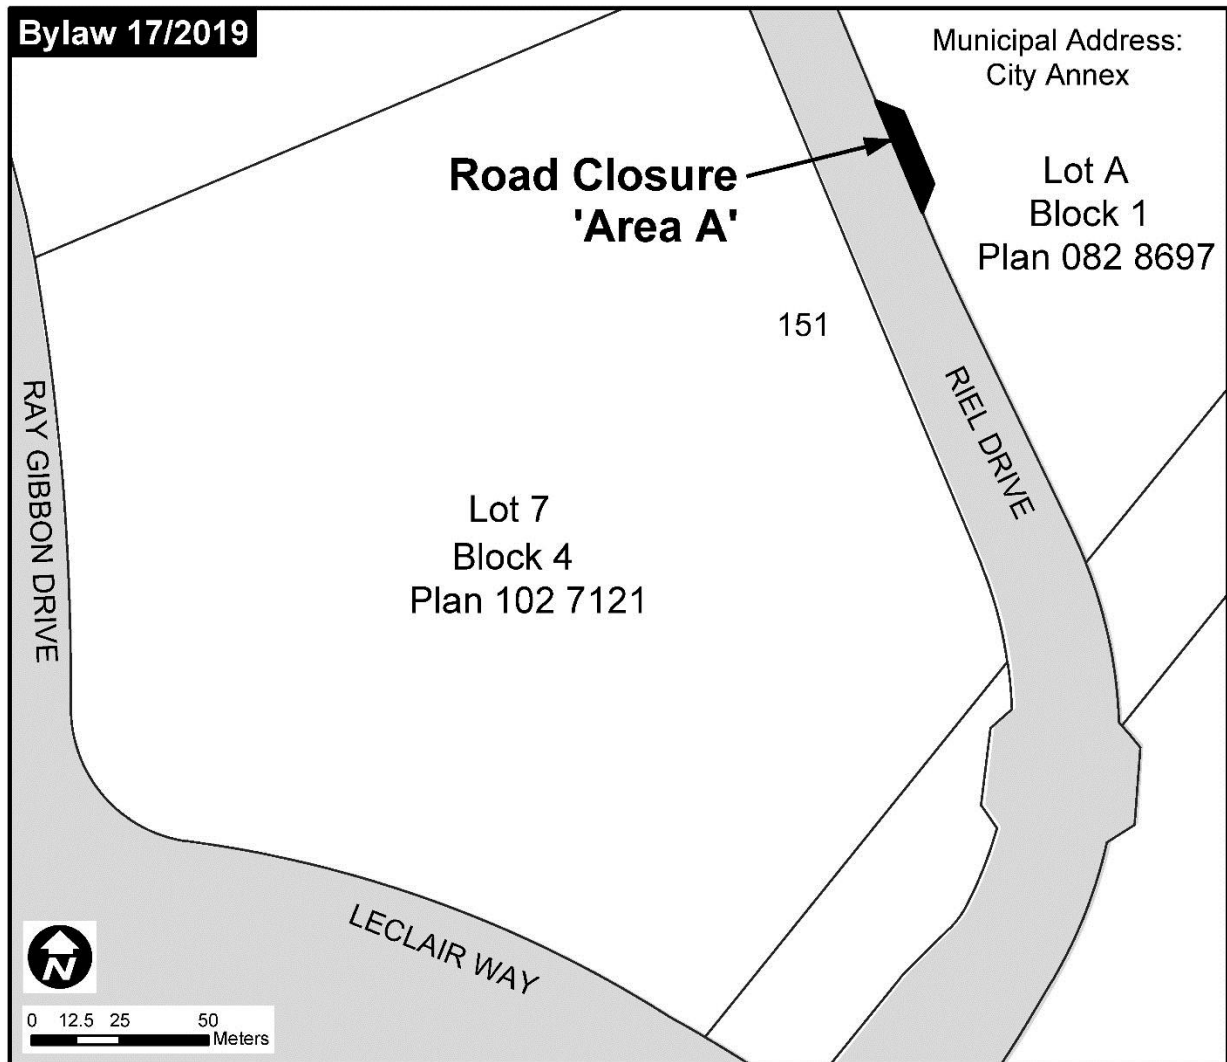 Bylaw 17/2019
Municipal Address:
City Annex
Road Closure
'Area A'
Lot A
Block 1
Plan 082 8697
151
RIEL DRIVE
RAY GIBBON DRIVE
Lot 7
Block 4
Plan 102 7121
LECLAIR WAY
N
0 12.5 25 50
Meters